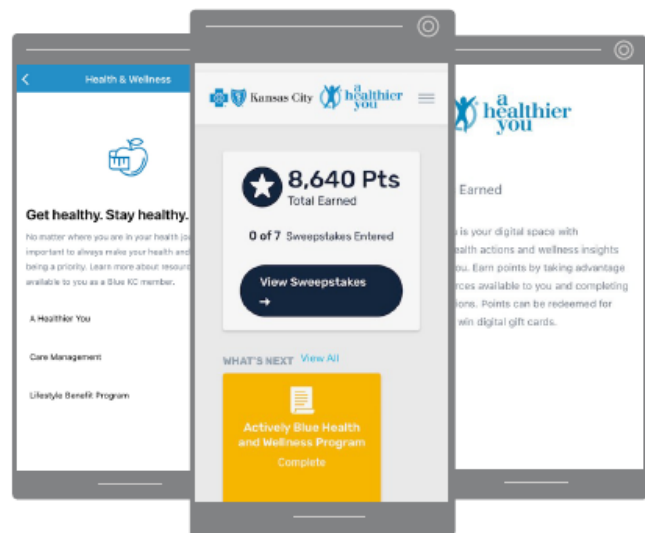 Health & Wellness
Get healthy. Stay healthy.
No matter where you are in your health jou
important to always make your health and
being a priority. Learn more about resourc
available to you as a Blue KC member.
A Healthier You
Care Management
Lifestyle Benefit Program
Kansas City a healthier you
8,640 Pts
Total Earned
0 of 7 Sweepstakes Entered
View Sweepstakes
→
WHAT'S NEXT View All
Actively Blue Health
and Wellness Program
Complete
a
healthier
you
Earned
is your digital space with
ealth actions and wellness insights
ou. Earn points by taking advantage
rces available to you and completing
ions. Points can be redeemed for
win digital gift cards.